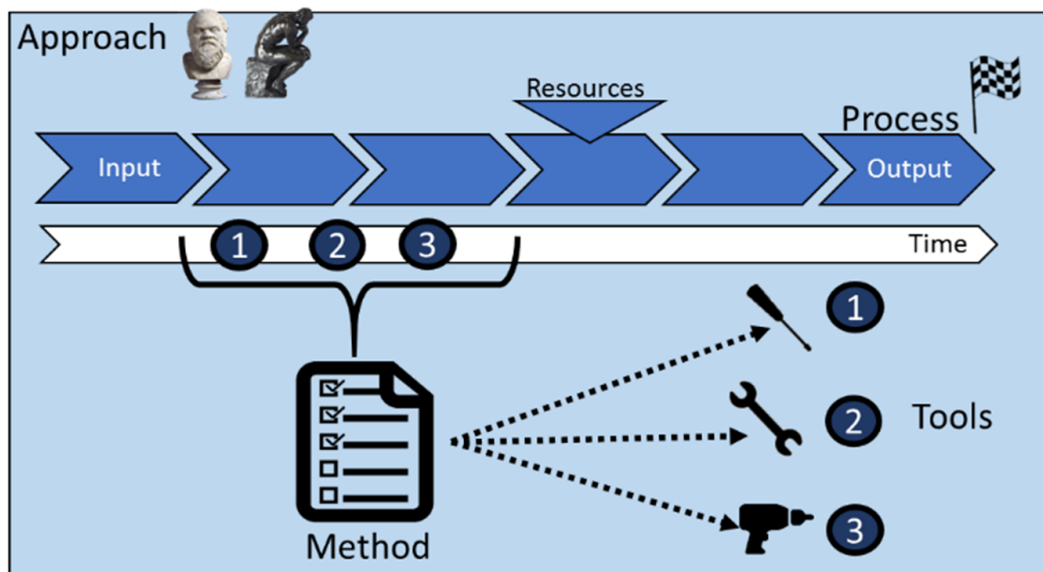 Approach
Resources
Process
Input
Output
1
2
3
Time
1
2
Tools
3
Method